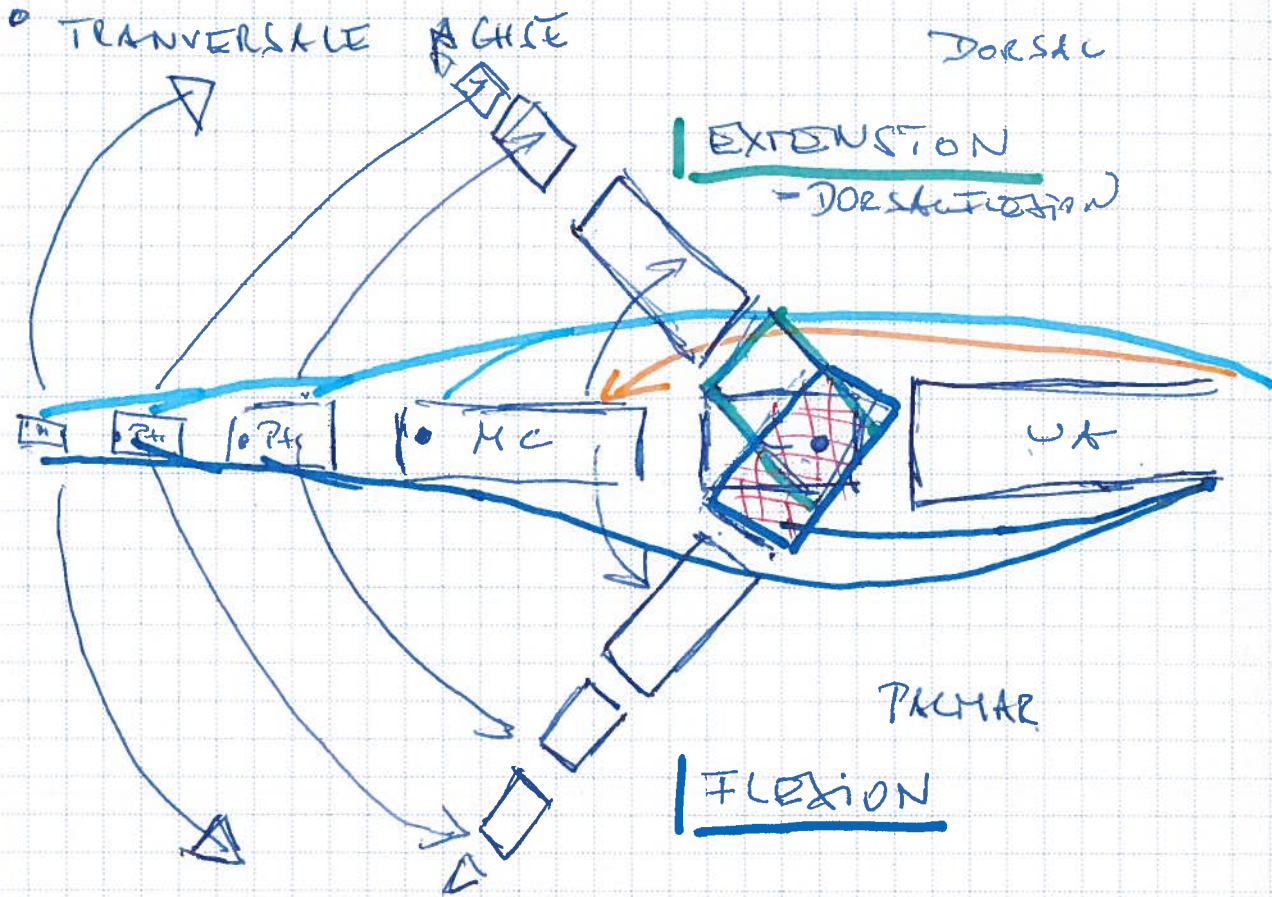 TRANVERSALE ACHSE
DORSAL
EXTENSION
- DORSALFLEXION
MC
UA
PALMAR
FLEXION